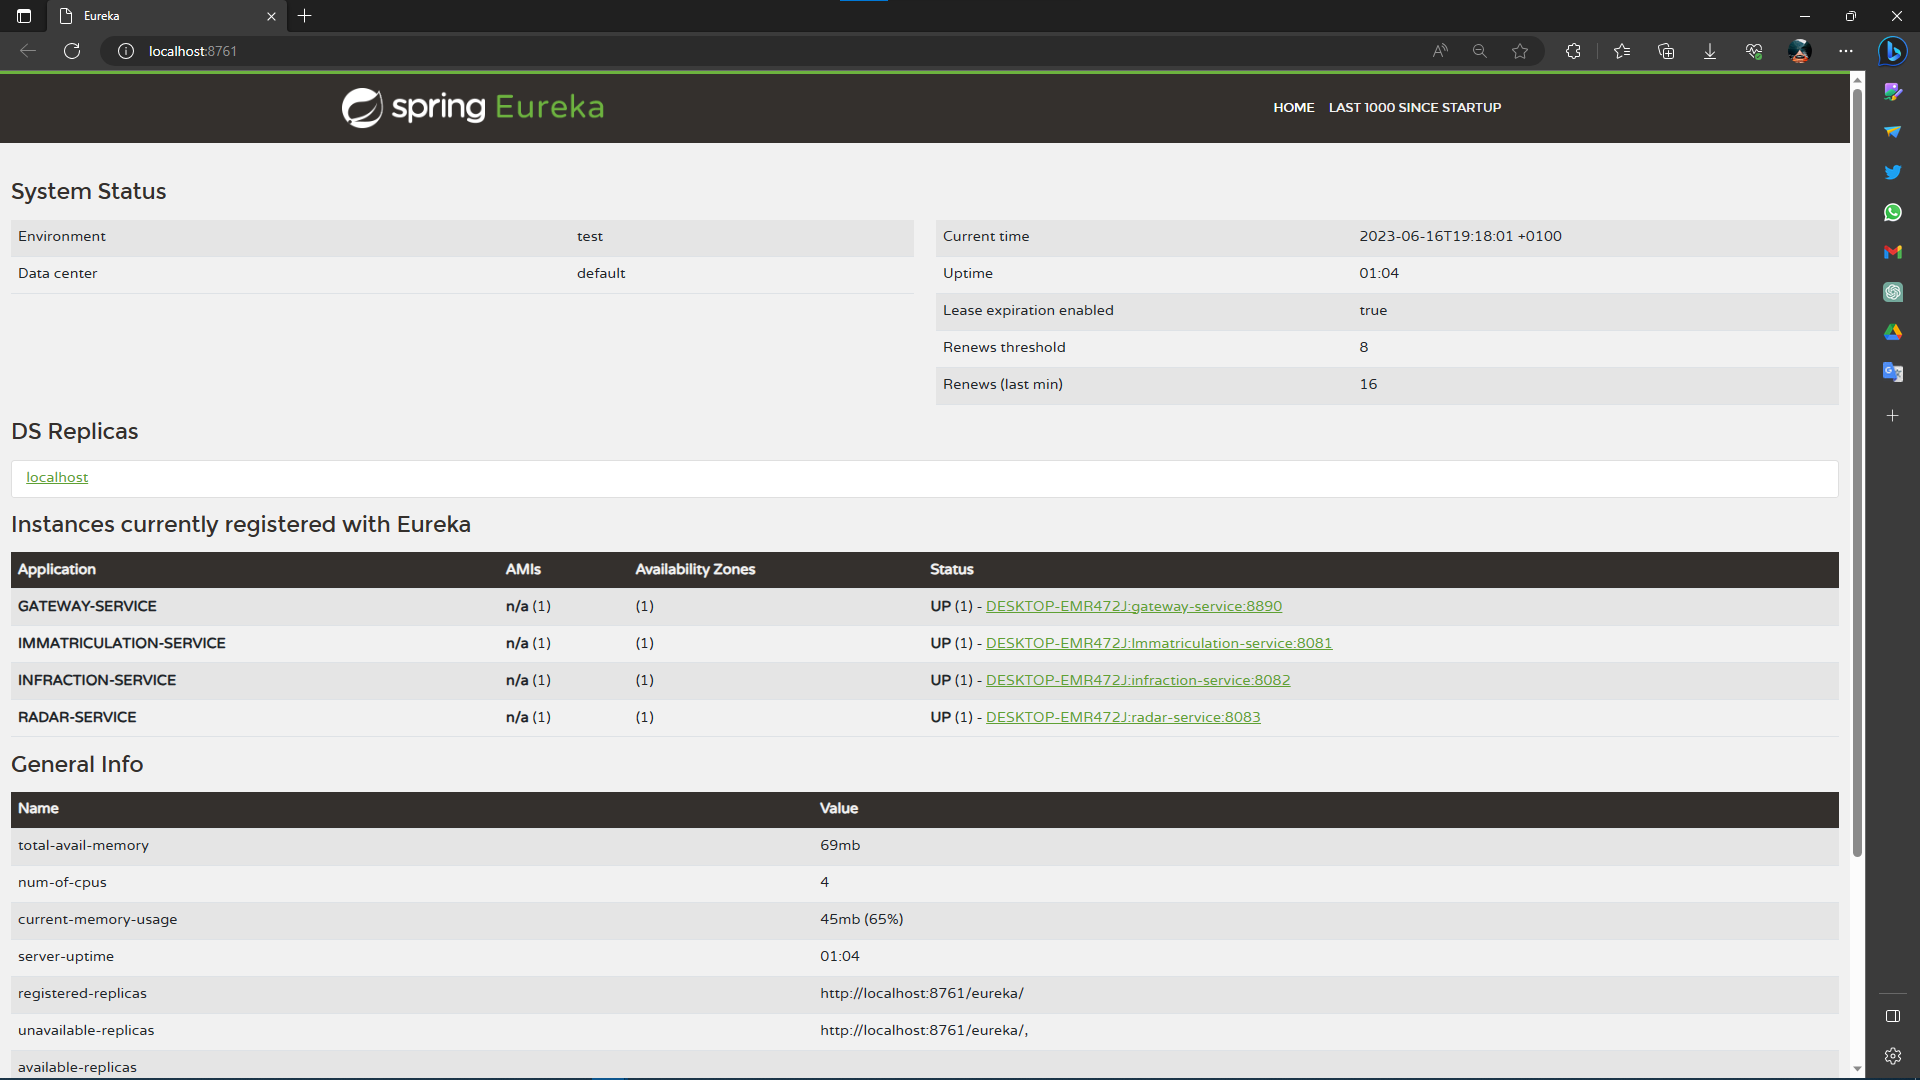 Eureka
localhost:8761
spring Eureka
HOME LAST 1000 SINCE STARTUP
System Status
Environment test
Data center default
Current time 2023-06-16T19:18:01 +0100
Uptime 01:04
Lease expiration enabled true
Renews threshold 8
Renews (last min) 16
DS Replicas
localhost
Instances currently registered with Eureka
Application AMIs Availability Zones Status
GATEWAY-SERVICE n/a (1) (1) UP (1) - DESKTOP-EMR472J:gateway-service:8890
IMMATRICULATION-SERVICE n/a (1) (1) UP (1) - DESKTOP-EMR472J:Immatriculation-service:8081
INFRACTION-SERVICE n/a (1) (1) UP (1) - DESKTOP-EMR472J:infraction-service:8082
RADAR-SERVICE n/a (1) (1) UP (1) - DESKTOP-EMR472J:radar-service:8083
General Info
Name Value
total-avail-memory 69mb
num-of-cpus 4
current-memory-usage 45mb (65%)
server-uptime 01:04
registered-replicas http://localhost:8761/eureka/
unavailable-replicas http://localhost:8761/eureka/,
available-replicas